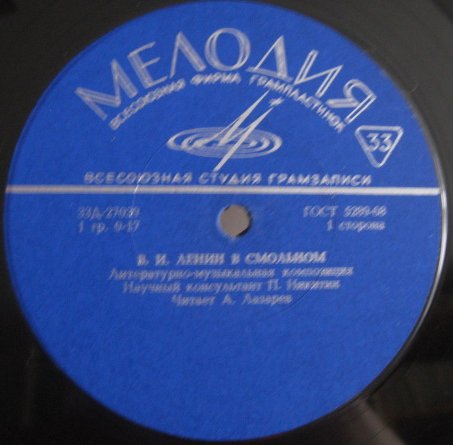 МЕЛОДИЯ
ВСЕСОЮЗНАЯ ФИРМА ГРАМПЛАСТИНОК
33
ВСЕСОЮЗНАЯ СТУДИЯ ГРАМЗАПИСИ
33Д-27039 ГОСТ 5289-68
1 гр. 0-17 1 сторона
В. И. ЛЕНИН В СМОЛЬНОМ
Литературно-музыкальная композиция
Научный консультант П. Никитин
Читает А. Лазарев